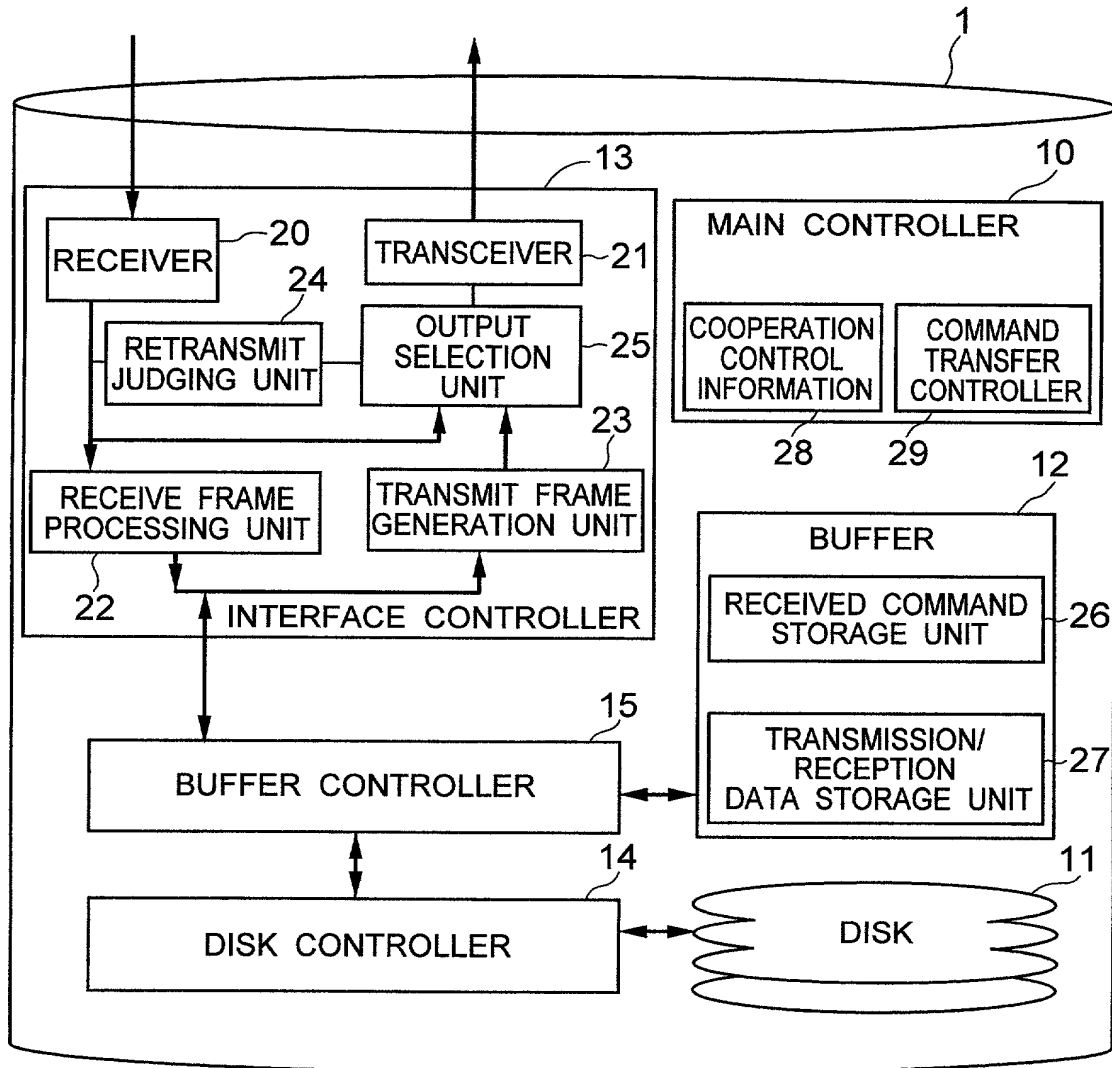 1
13
10
RECEIVER
20
TRANSCEIVER
21
MAIN CONTROLLER
24
RETRANSMIT
JUDGING UNIT
OUTPUT
SELECTION
UNIT
25
COOPERATION
CONTROL
INFORMATION
COMMAND
TRANSFER
CONTROLLER
28
29
23
RECEIVE FRAME
PROCESSING UNIT
TRANSMIT FRAME
GENERATION UNIT
22
INTERFACE CONTROLLER
12
BUFFER
RECEIVED COMMAND
STORAGE UNIT
26
TRANSMISSION/
RECEPTION
DATA STORAGE UNIT
27
15
BUFFER CONTROLLER
14
DISK CONTROLLER
11
DISK